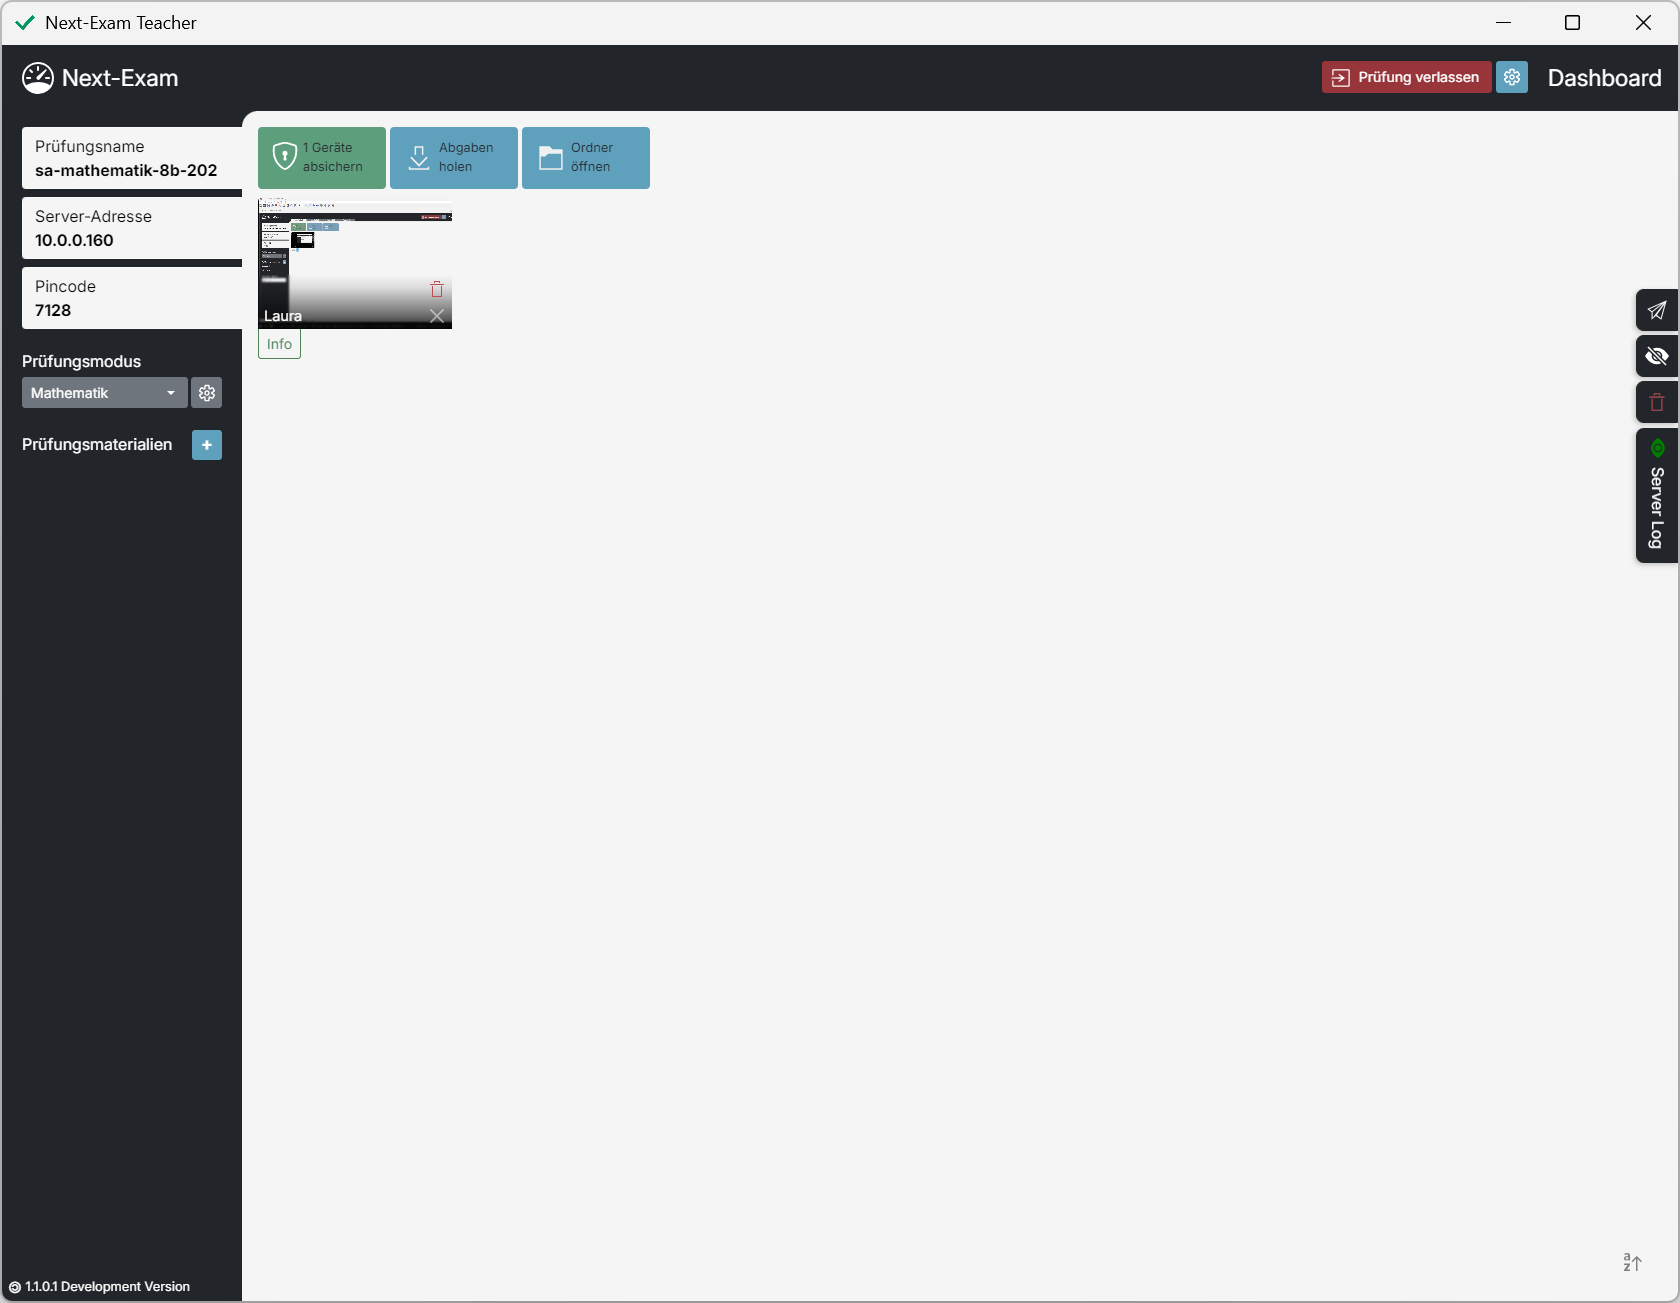 Next-Exam Teacher
Next-Exam
Prüfung verlassen
Dashboard
Prüfungsname
sa-mathematik-8b-202
Server-Adresse
10.0.0.160
Pincode
7128
Prüfungsmodus
Mathematik
Prüfungsmaterialien
+
1 Geräte
absichern
Abgaben
holen
Ordner
öffnen
Laura
Info
Server Log
1.1.0.1 Development Version
a
z